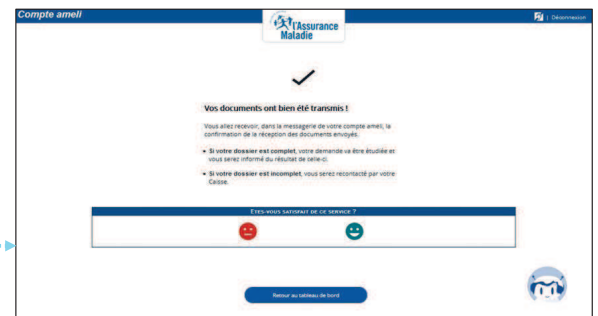 Compte ameli
l'Assurance
Maladie
| Déconnexion
Vos documents ont bien été transmis !
Vous allez recevoir, dans la messagerie de votre compte ameli, la
confirmation de la réception des documents envoyés.
• Si votre dossier est complet, votre demande va être étudiée et
vous serez informé du résultat de celle-ci.
• Si votre dossier est incomplet, vous serez recontacté par votre
Caisse.
ETES-VOUS SATISFAIT DE CE SERVICE ?
Retour au tableau de bord